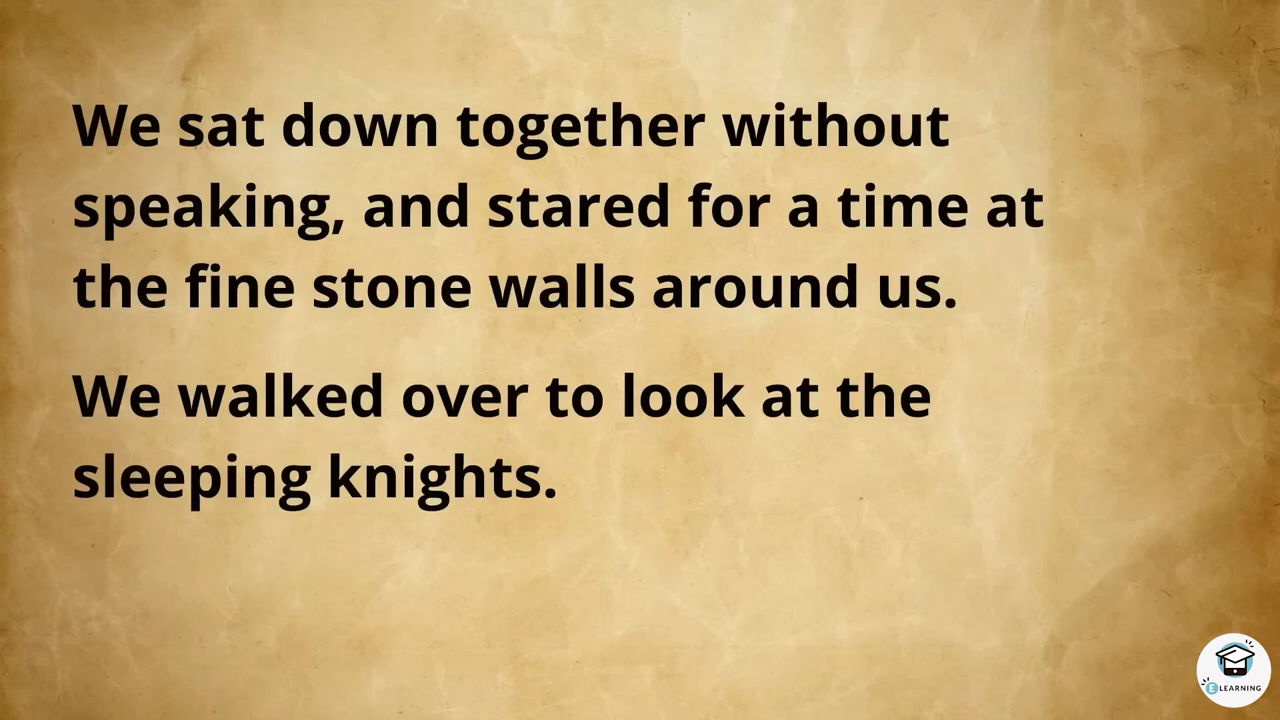 We sat down together without
speaking, and stared for a time at
the fine stone walls around us.
We walked over to look at the
sleeping knights.
E LEARNING